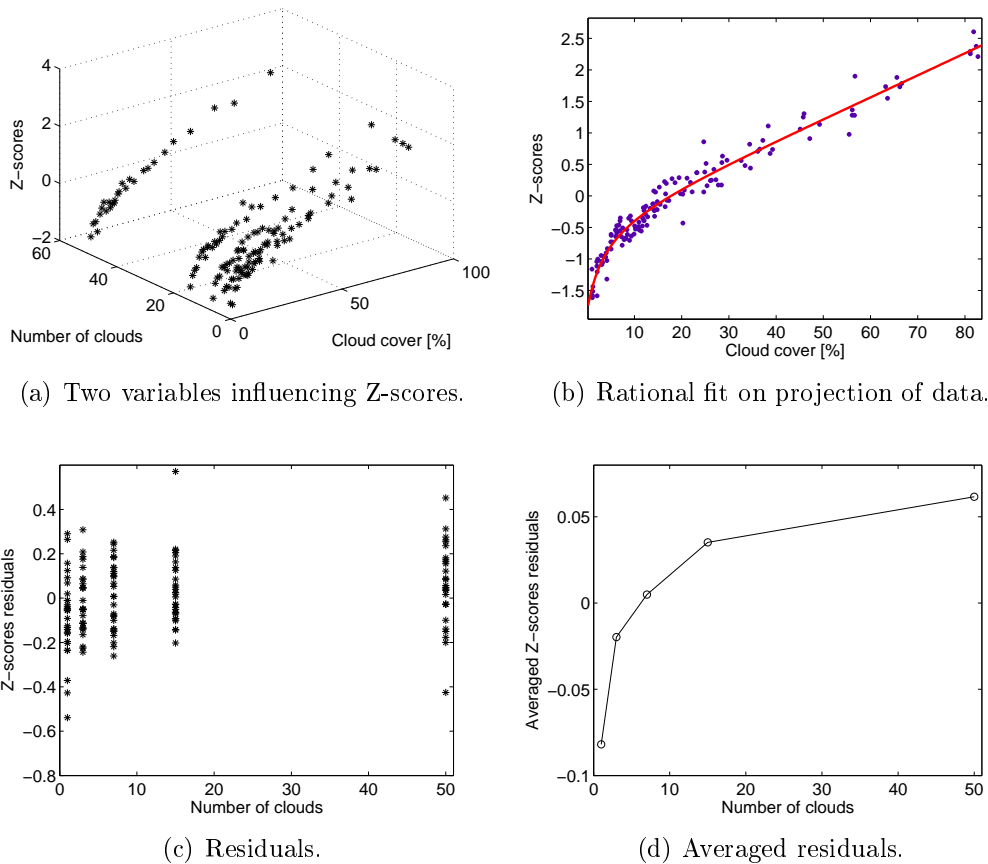 4
2
0
−2
Z−scores
60
40
20
0
Number of clouds
0
50
100
Cloud cover [%]
(a) Two variables influencing Z-scores.
2.5
2
1.5
1
0.5
0
−0.5
−1
−1.5
Z−scores
10 20 30 40 50 60 70 80
Cloud cover [%]
(b) Rational fit on projection of data.
0.4
0.2
0
−0.2
−0.4
−0.6
−0.8
Z−scores residuals
0 10 20 30 40 50
Number of clouds
(c) Residuals.
0.05
0
−0.05
−0.1
Averaged Z−scores residuals
0 10 20 30 40 50
Number of clouds
(d) Averaged residuals.